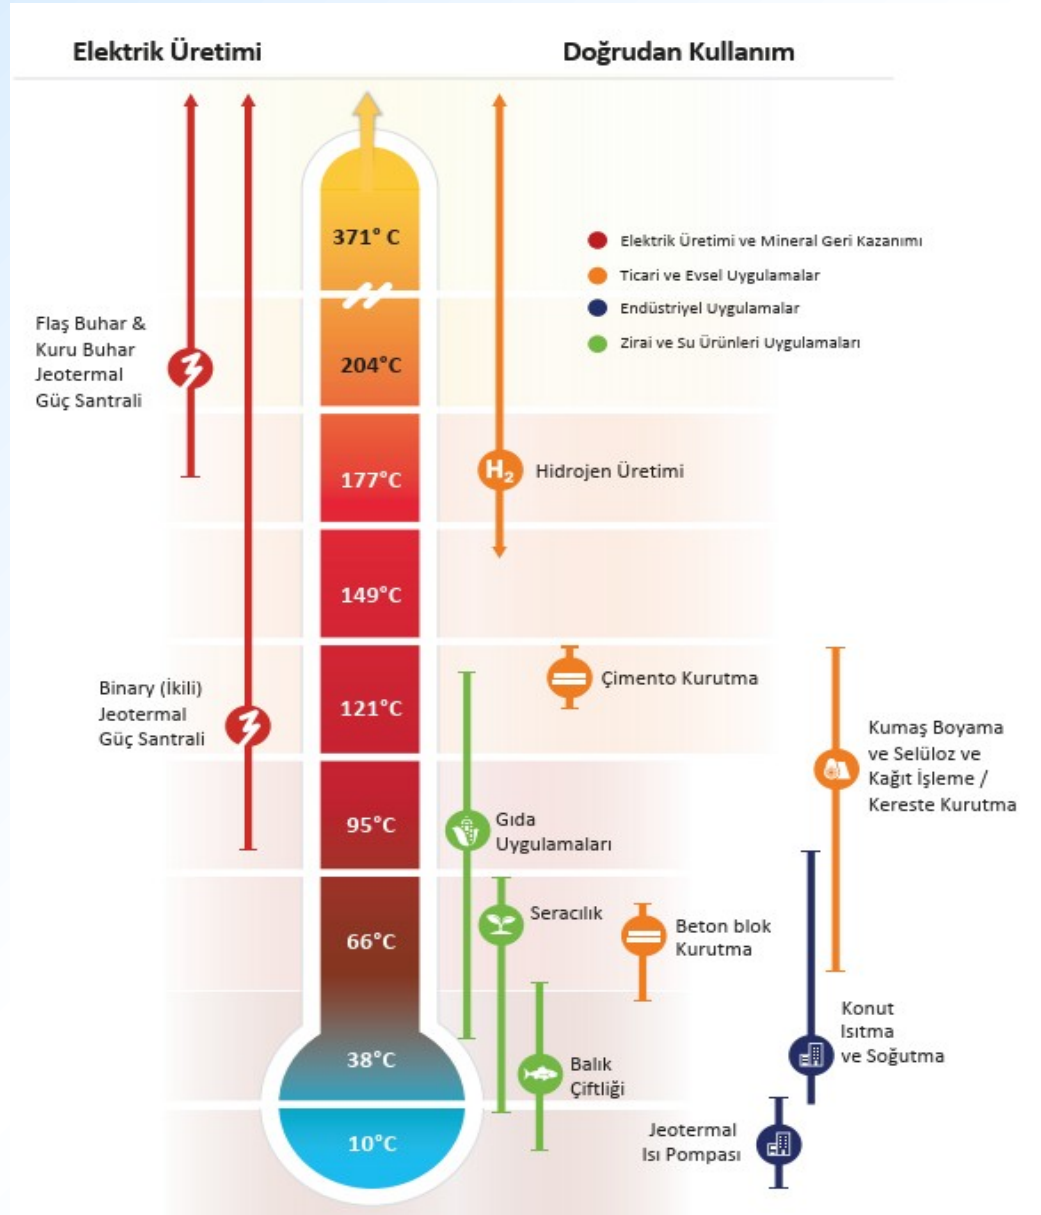 Elektrik Üretimi
Doğrudan Kullanım
371° C
204°C
177°C
149°C
121°C
95°C
66°C
38°C
10°C
Elektrik Üretimi ve Mineral Geri Kazanımı
Ticari ve Evsel Uygulamalar
Endüstriyel Uygulamalar
Zirai ve Su Ürünleri Uygulamaları
Flaş Buhar &
Kuru Buhar
Jeotermal
Güç Santrali
H₂
Hidrojen Üretimi
Binary (İkili)
Jeotermal
Güç Santrali
Çimento Kurutma
Kumaş Boyama
ve Selüloz ve
Kağıt İşleme /
Kereste Kurutma
Gıda
Uygulamaları
Seracılık
Beton blok
Kurutma
Konut
Isıtma
ve Soğutma
Balık
Çiftliği
Jeotermal
Isı Pompası